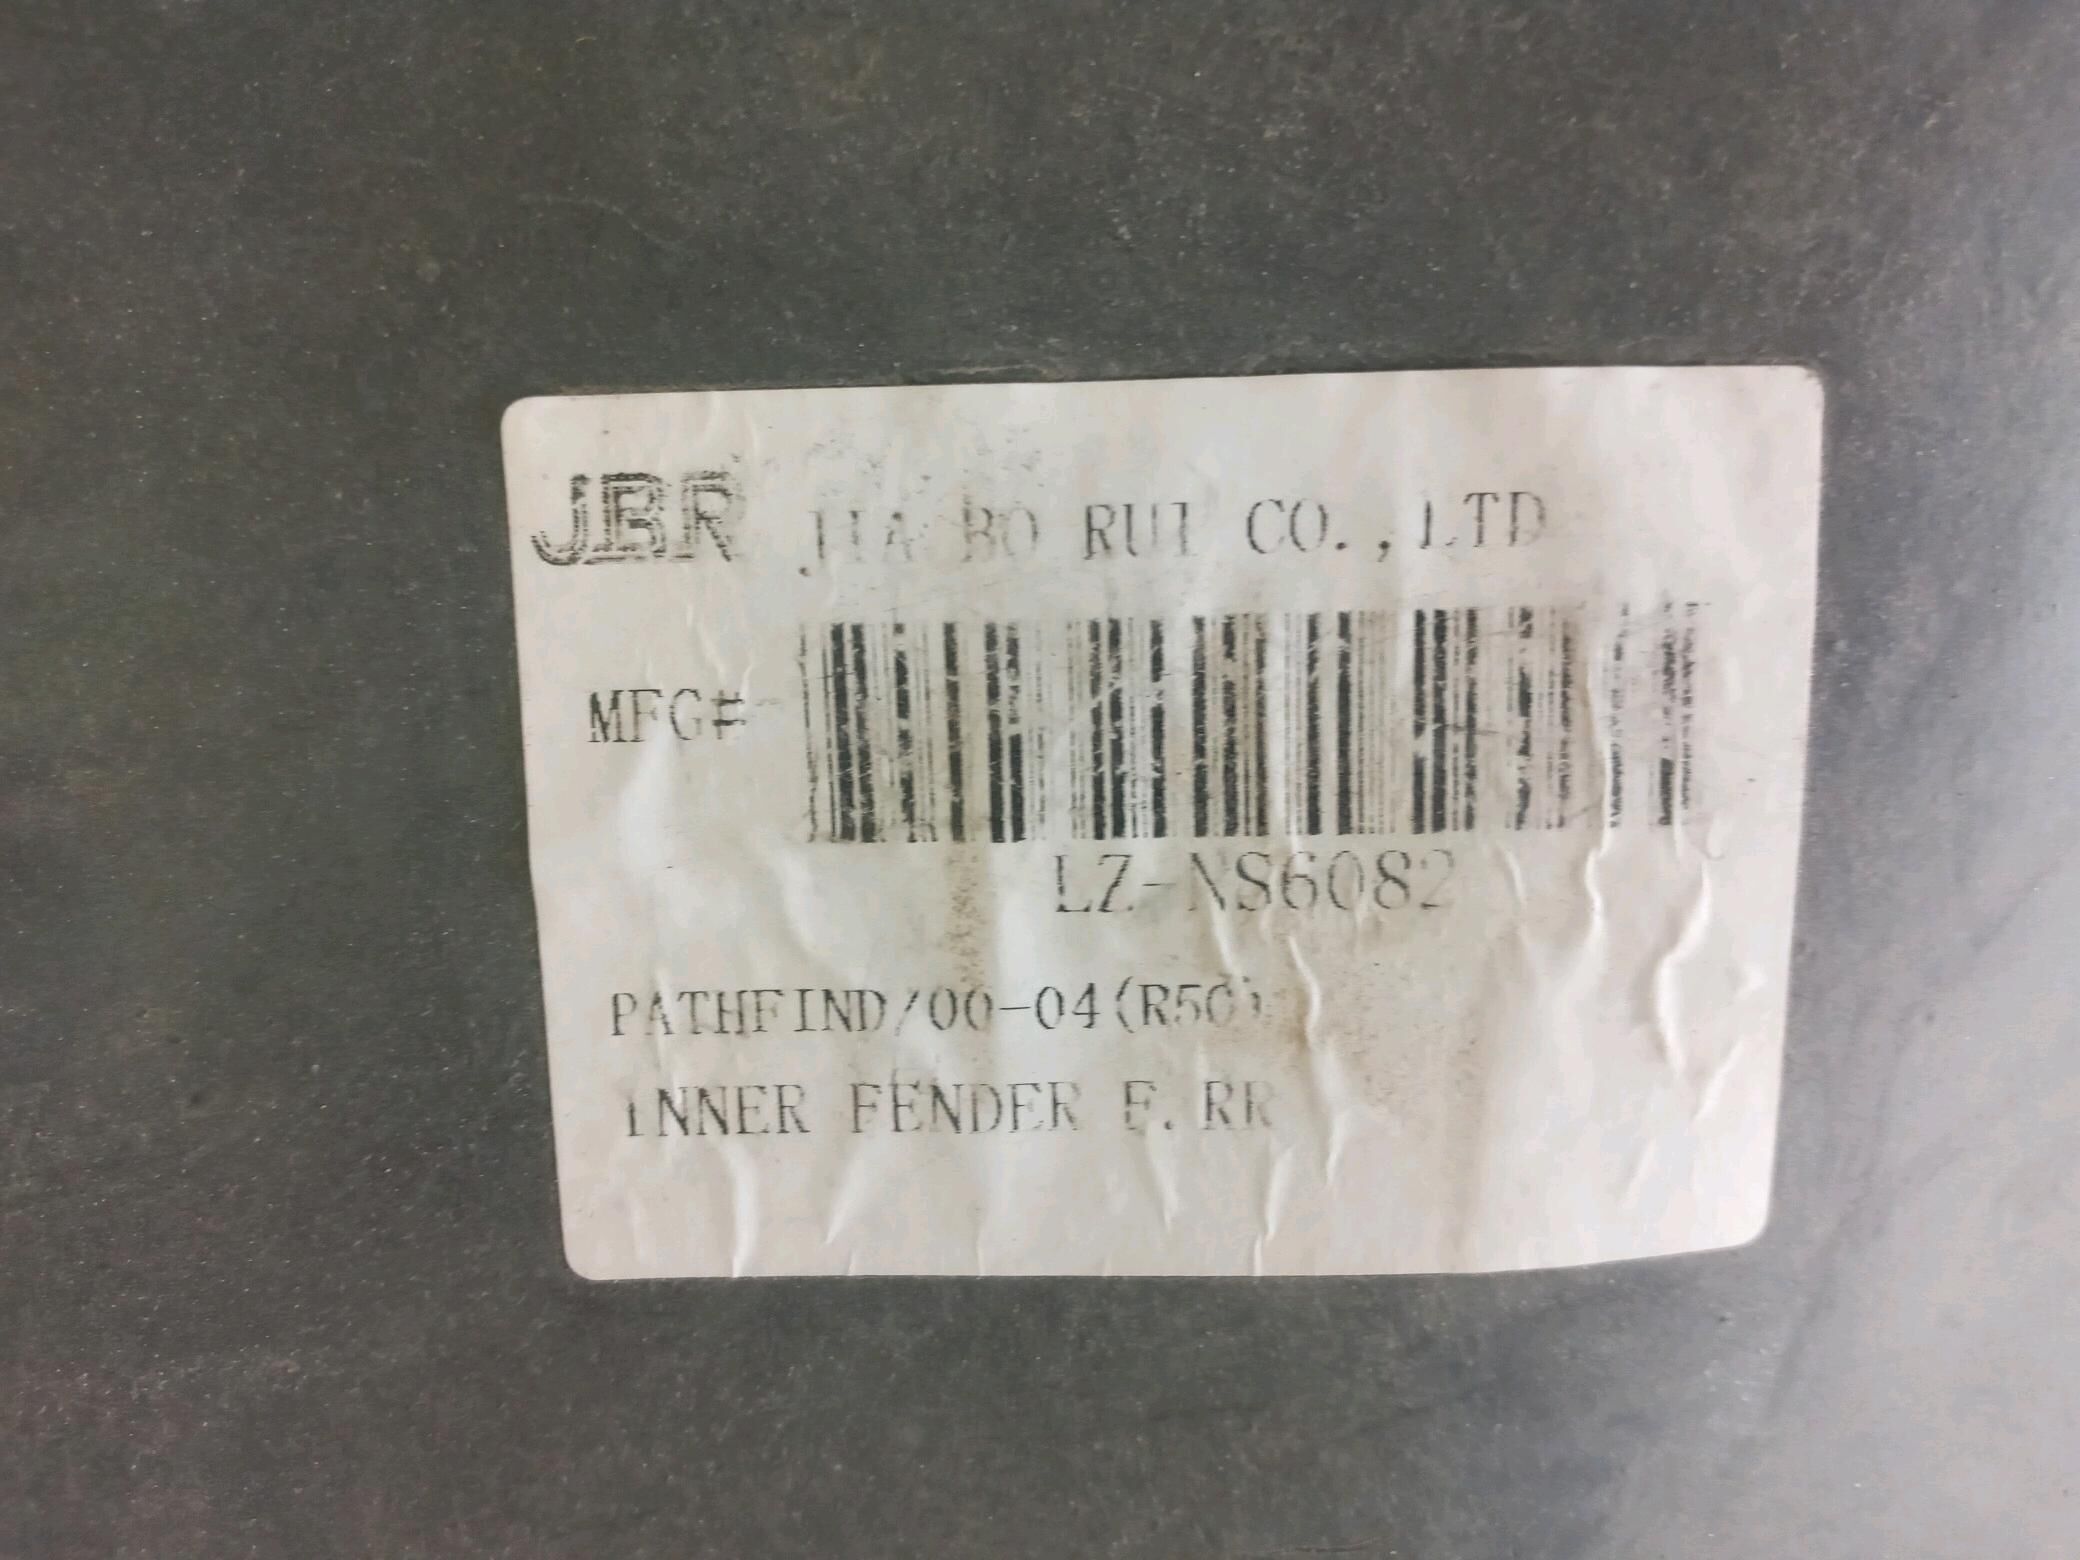 JBR JIA BO RUI CO.,LTD
MFG#
LZ-NS6082
PATHFIND/00-04(R50)
INNER FENDER F. RR